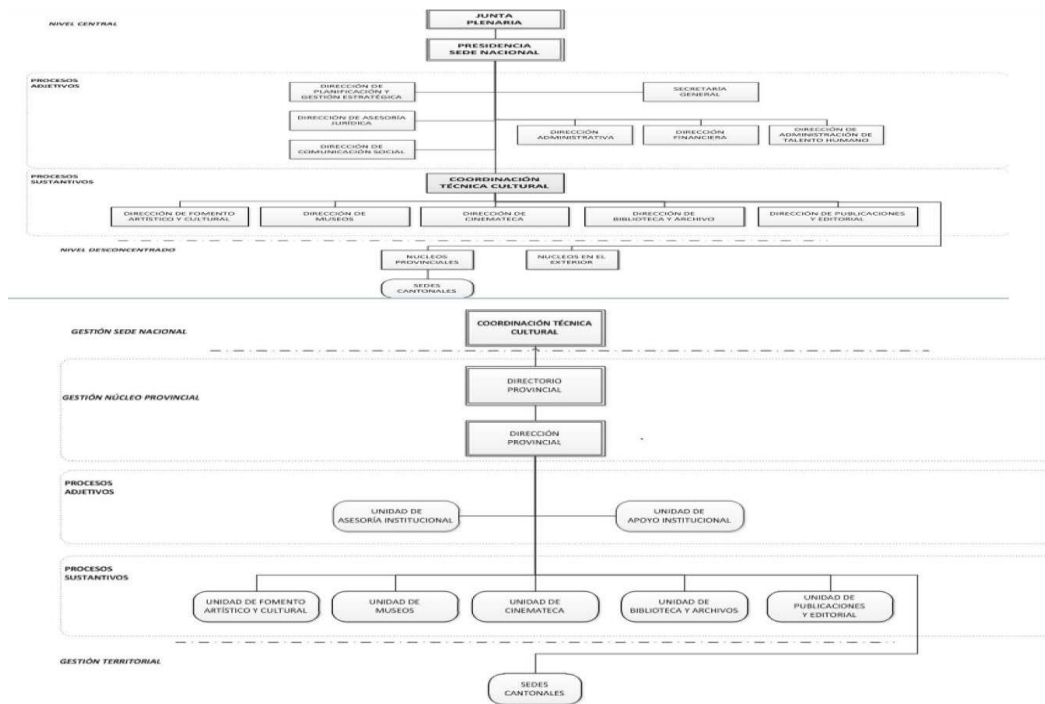 NIVEL CENTRAL
JUNTA
PLENARIA
PRESIDENCIA
SEDE NACIONAL
PROCESOS
ADJETIVOS
DIRECCIÓN DE
PLANIFICACIÓN Y
GESTIÓN ESTRATÉGICA
SECRETARÍA
GENERAL
DIRECCIÓN DE ASESORÍA
JURÍDICA
DIRECCIÓN
ADMINISTRATIVA
DIRECCIÓN
FINANCIERA
DIRECCIÓN DE
ADMINISTRACIÓN DE
TALENTO HUMANO
DIRECCIÓN DE
COMUNICACIÓN SOCIAL
PROCESOS
SUSTANTIVOS
COORDINACIÓN
TÉCNICA CULTURAL
DIRECCIÓN DE FOMENTO
ARTÍSTICO Y CULTURAL
DIRECCIÓN DE
MUSEOS
DIRECCIÓN DE
CINEMATECA
DIRECCIÓN DE
BIBLIOTECA Y ARCHIVO
DIRECCIÓN DE PUBLICACIONES
Y EDITORIAL
NIVEL DESCONCENTRADO
NUCLEOS
PROVINCIALES
NUCLEOS EN EL
EXTERIOR
SEDES
CANTONALES
GESTIÓN SEDE NACIONAL
COORDINACIÓN TÉCNICA
CULTURAL
GESTIÓN NÚCLEO PROVINCIAL
DIRECTORIO
PROVINCIAL
DIRECCIÓN
PROVINCIAL
PROCESOS
ADJETIVOS
UNIDAD DE
ASESORÍA INSTITUCIONAL
UNIDAD DE
APOYO INSTITUCIONAL
PROCESOS
SUSTANTIVOS
UNIDAD DE FOMENTO
ARTÍSTICO Y CULTURAL
UNIDAD DE
MUSEOS
UNIDAD DE
CINEMATECA
UNIDAD DE
BIBLIOTECA Y ARCHIVOS
UNIDAD DE
PUBLICACIONES
Y EDITORIAL
GESTIÓN TERRITORIAL
SEDES
CANTONALES